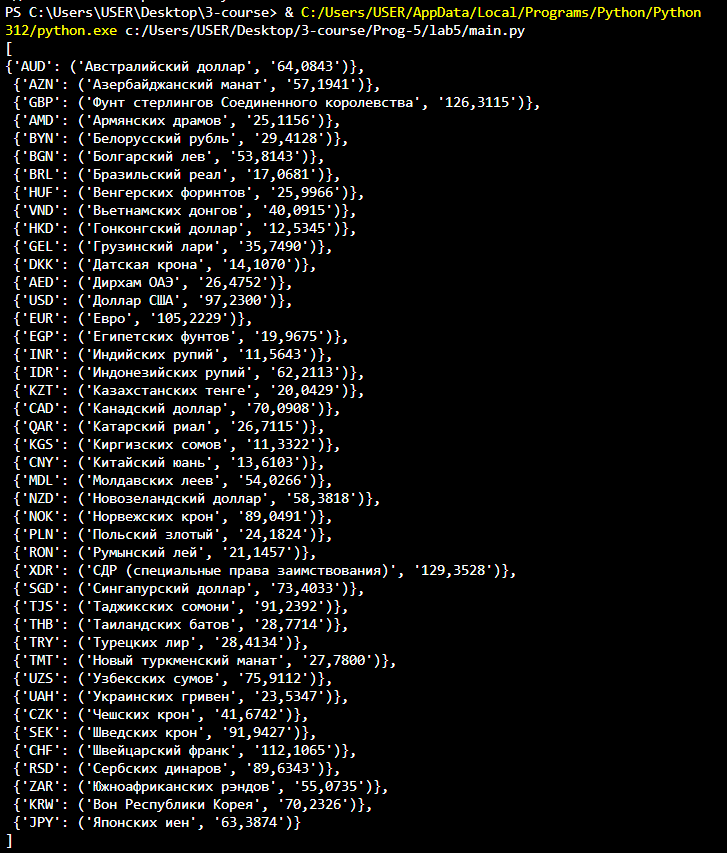 PS C:\Users\USER\Desktop\3-course> & C:/Users/USER/AppData/Local/Programs/Python/Python
312/python.exe c:/Users/USER/Desktop/3-course/Prog-5/lab5/main.py
[
{'AUD': ('Австралийский доллар', '64,0843')},
{'AZN': ('Азербайджанский манат', '57,1941')},
{'GBP': ('Фунт стерлингов Соединенного королевства', '126,3115')},
{'AMD': ('Армянских драмов', '25,1156')},
{'BYN': ('Белорусский рубль', '29,4128')},
{'BGN': ('Болгарский лев', '53,8143')},
{'BRL': ('Бразильский реал', '17,0681')},
{'HUF': ('Венгерских форинтов', '25,9966')},
{'VND': ('Вьетнамских донгов', '40,0915')},
{'HKD': ('Гонконгский доллар', '12,5345')},
{'GEL': ('Грузинский лари', '35,7490')},
{'DKK': ('Датская крона', '14,1070')},
{'AED': ('Дирхам ОАЭ', '26,4752')},
{'USD': ('Доллар США', '97,2300')},
{'EUR': ('Евро', '105,2229')},
{'EGP': ('Египетских фунтов', '19,9675')},
{'INR': ('Индийских рупий', '11,5643')},
{'IDR': ('Индонезийских рупий', '62,2113')},
{'KZT': ('Казахстанских тенге', '20,0429')},
{'CAD': ('Канадский доллар', '70,0908')},
{'QAR': ('Катарский риал', '26,7115')},
{'KGS': ('Киргизских сомов', '11,3322')},
{'CNY': ('Китайский юань', '13,6103')},
{'MDL': ('Молдавских леев', '54,0266')},
{'NZD': ('Новозеландский доллар', '58,3818')},
{'NOK': ('Норвежских крон', '89,0491')},
{'PLN': ('Польский злотый', '24,1824')},
{'RON': ('Румынский лей', '21,1457')},
{'XDR': ('СДР (специальные права заимствования)', '129,3528')},
{'SGD': ('Сингапурский доллар', '73,4033')},
{'TJS': ('Таджикских сомони', '91,2392')},
{'THB': ('Таиландских батов', '28,7714')},
{'TRY': ('Турецких лир', '28,4134')},
{'TMT': ('Новый туркменский манат', '27,7800')},
{'UZS': ('Узбекских сумов', '75,9112')},
{'UAH': ('Украинских гривен', '23,5347')},
{'CZK': ('Чешских крон', '41,6742')},
{'SEK': ('Шведских крон', '91,9427')},
{'CHF': ('Швейцарский франк', '112,1065')},
{'RSD': ('Сербских динаров', '89,6343')},
{'ZAR': ('Южноафриканских рэндов', '55,0735')},
{'KRW': ('Вон Республики Корея', '70,2326')},
{'JPY': ('Японских иен', '63,3874')}
]